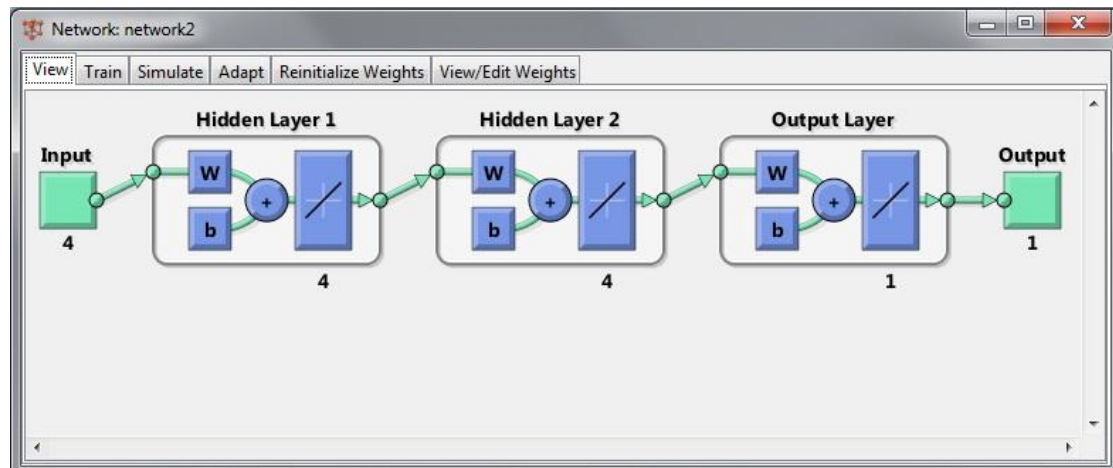 Network: network2
View Train Simulate Adapt Reinitialize Weights View/Edit Weights
Hidden Layer 1 Hidden Layer 2 Output Layer
Input Output
W W W
+ + +
b b b
4 1
4 4 1